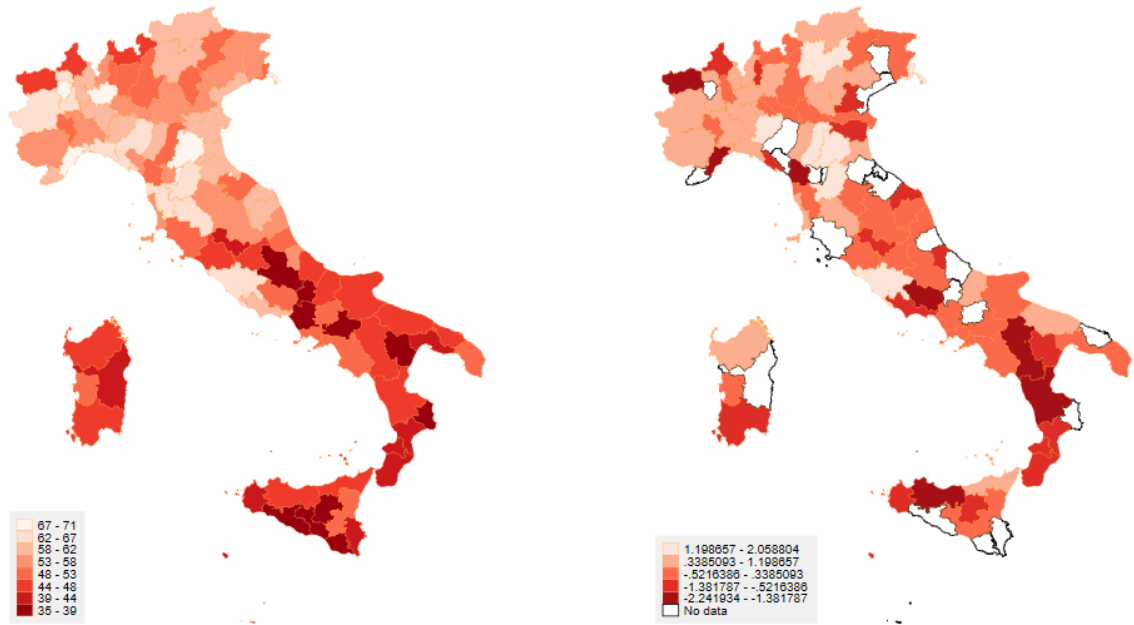 67 - 71
62 - 67
58 - 62
53 - 58
48 - 53
44 - 48
39 - 44
35 - 39
1.198657 - 2.058804
.3385093 - 1.198657
-.5216386 - .3385093
-1.381787 - -.5216386
-2.241934 - -1.381787
No data